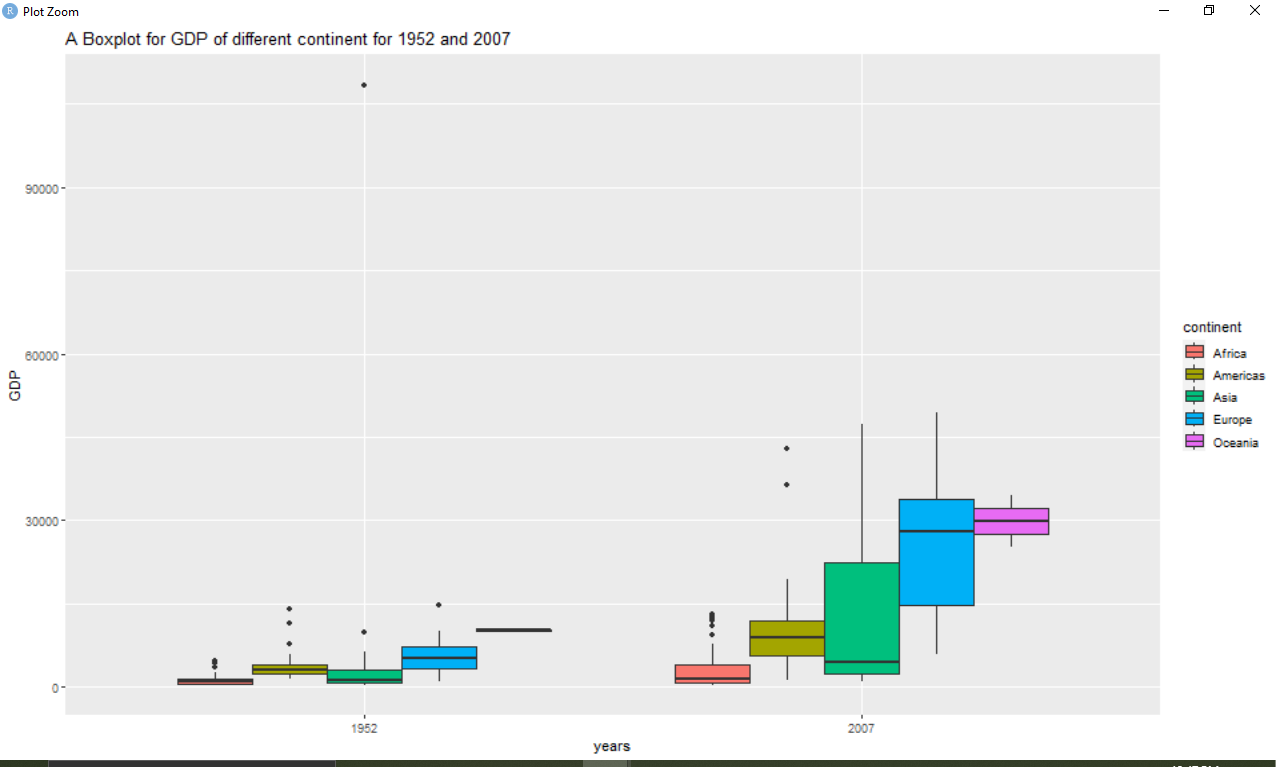 R Plot Zoom
A Boxplot for GDP of different continent for 1952 and 2007
GDP
90000
60000
30000
0
1952
2007
years
continent
Africa
Americas
Asia
Europe
Oceania